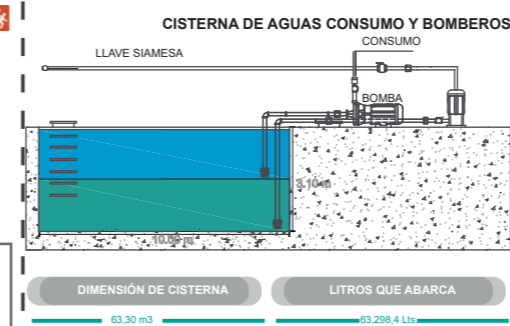 CISTERNA DE AGUAS CONSUMO Y BOMBEROS
CONSUMO
LLAVE SIAMESA
BOMBA
3.10 m
10.00 m
DIMENSIÓN DE CISTERNA
LITROS QUE ABARCA
63,30 m3
63.298,4 Lts